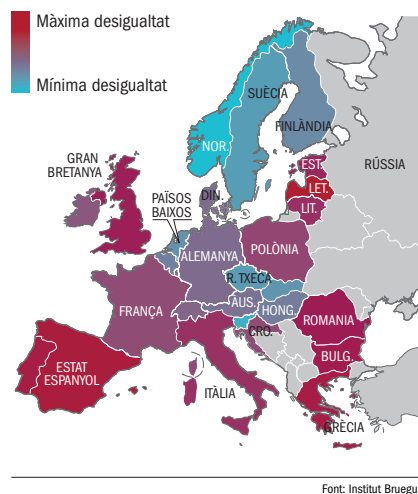 Màxima desigualtat
Mínima desigualtat
SUÈCIA
FINLÀNDIA
NOR.
GRAN
BRETANYA
EST.
RÚSSIA
LET.
LIT.
DIN.
PAÏSOS
BAIXOS
POLÒNIA
ALEMANYA
R. TXECA
AUS.
HONG.
FRANÇA
ROMANIA
CRO.
BULG.
ESTAT
ESPANYOL
ITÀLIA
GRÈCIA
Font: Institut Bruegu